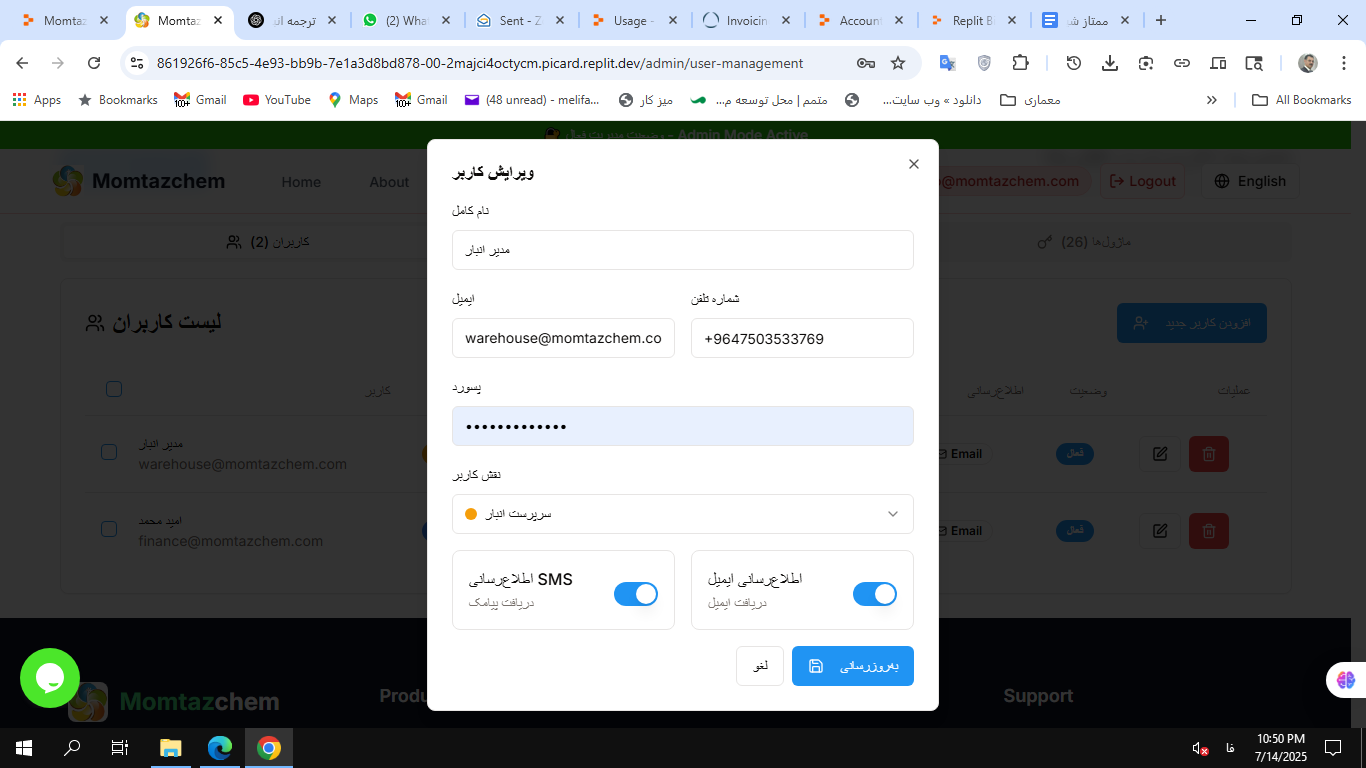 Momtaz
Momtaz
ترجمه انت
(2) What
Sent - Z
Usage -
Invoicin
Account
Replit B
ممتاز شی
861926f6-85c5-4e93-bb9b-7e1a3d8bd878-00-2majci4octycm.picard.replit.dev/admin/user-management
Apps
Bookmarks
Gmail
YouTube
Maps
Gmail
(48 unread) - melifa...
میز کار
متمم | محل توسعه م...
دانلود » وب سایت...
معماری
»
All Bookmarks
وضعیت مدیریت فعال - Admin Mode Active
Momtazchem
Home
About
@momtazchem.com
Logout
English
کاربران (2)
ماژول‌ها (26)
لیست کاربران
افزودن کاربر جدید
کاربر
اطلاع‌رسانی
وضعیت
عملیات
مدیر انبار
warehouse@momtazchem.com
Email
فعال
امید محمد
finance@momtazchem.com
Email
فعال
ویرایش کاربر
نام کامل
مدیر انبار
ایمیل
شماره تلفن
warehouse@momtazchem.co
+9647503533769
پسورد
•••••••••••••
نقش کاربر
سرپرست انبار
اطلاع‌رسانی SMS
دریافت پیامک
اطلاع‌رسانی ایمیل
دریافت ایمیل
لغو
به‌روزرسانی
Momtazchem
Produ
Support
فا
10:50 PM
7/14/2025